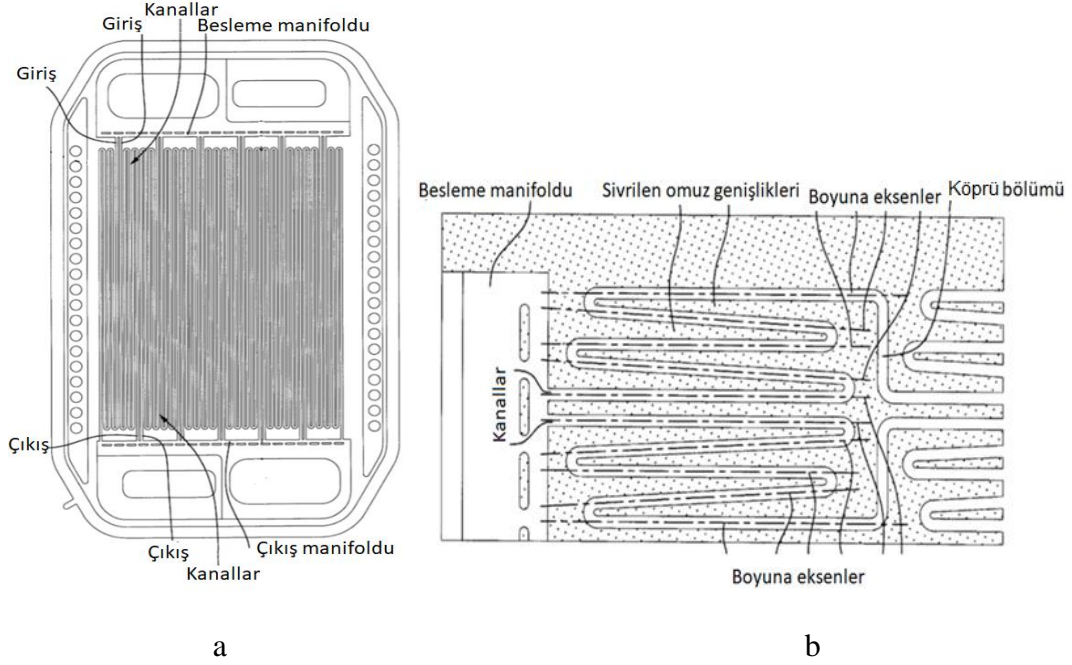 Kanallar
Giriş
Besleme manifoldu
Giriş
Çıkış
Çıkış
Çıkış manifoldu
Kanallar
a
Besleme manifoldu
Sivrilen omuz genişlikleri
Boyuna eksenler
Köprü bölümü
Kanallar
Boyuna eksenler
b